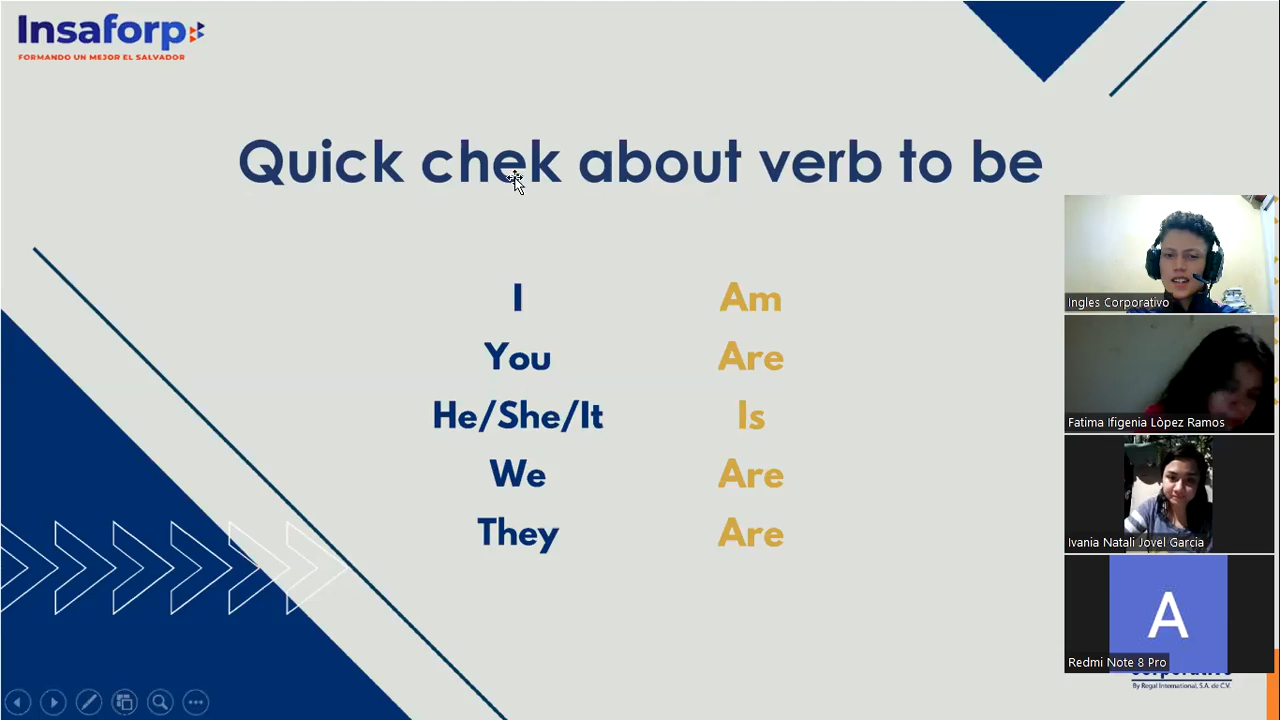 Insaforp
FORMANDO UN MEJOR EL SALVADOR
Quick chek about verb to be
I Am
You Are
He/She/It Is
We Are
They Are
Ingles Corporativo
Fatima Ifigenia Lòpez Ramos
Ivania Natali Jovel Garcia
A
Redmi Note 8 Pro
By Regal International, S.A. de C.V.